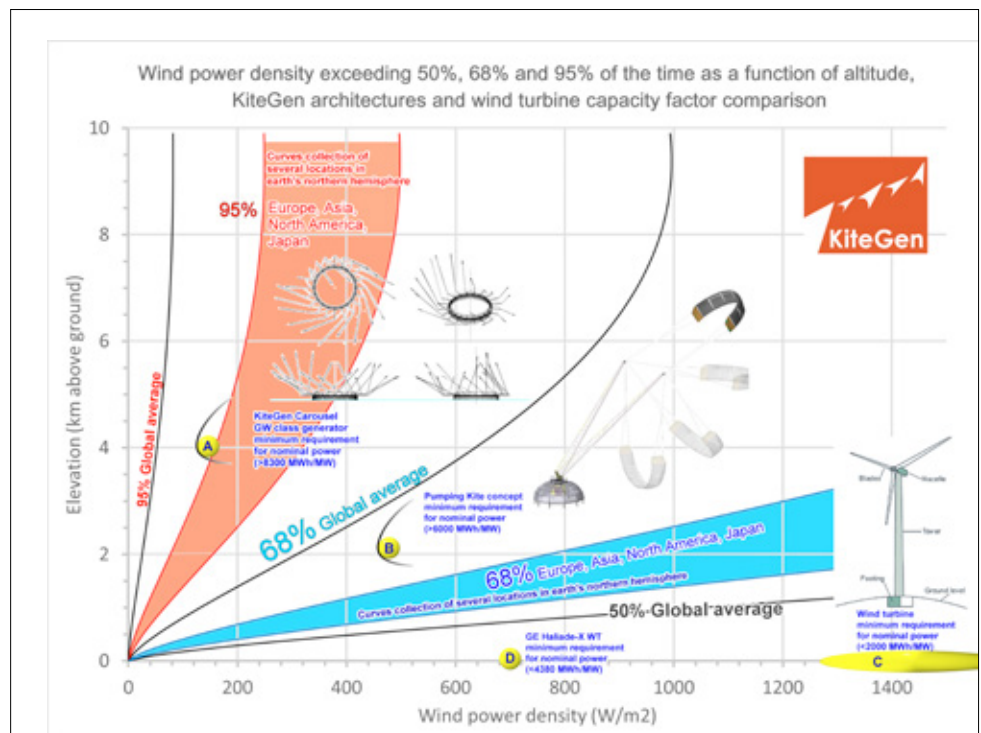 Wind power density exceeding 50%, 68% and 95% of the time as a function of altitude,
KiteGen architectures and wind turbine capacity factor comparison
10
8
6
4
2
0
Elevation (km above ground)
Curves collection of
several locations in
earth's northern hemisphere
95%
Europe, Asia,
North America,
Japan
KiteGen
95% Global average
A
KiteGen Carousel
GW class generator
minimum requirement
for nominal power
(>8300 MWh/MW)
68% Global average
Pumping Kite concept
minimum requirement
for nominal power
(>6000 MWh/MW)
B
68% Europe, Asia, North America, Japan
Curves collection of several locations in earth's northern hemisphere
50% Global average
Blades
Nacelle
Footing
Ground level
Wind turbine
minimum requirement
for nominal power
(<2000 MWh/MW)
C
D
GE Haliade-X WT
minimum requirement
for nominal power
(<4380 MWh/MW)
0 200 400 600 800 1000 1200 1400
Wind power density (W/m2)